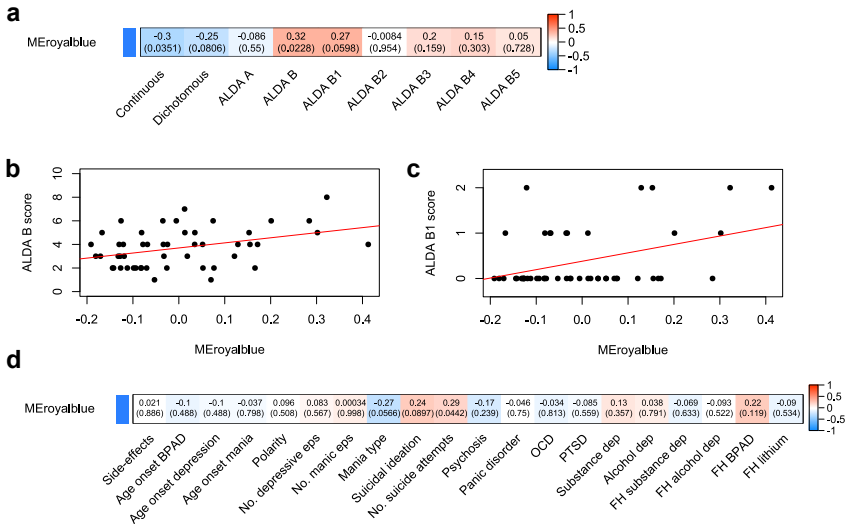 a
MEroyalblue
-0.3 -0.25 -0.086 0.32 0.27 -0.0084 0.2 0.15 0.05
(0.0351) (0.0806) (0.55) (0.0228) (0.0598) (0.954) (0.159) (0.303) (0.728)
1
0.5
0
-0.5
-1
Continuous
Dichotomous
ALDA A
ALDA B
ALDA B1
ALDA B2
ALDA B3
ALDA B4
ALDA B5
b
ALDA B score
10
8
6
4
2
0
-0.2 -0.1 0.0 0.1 0.2 0.3 0.4
MEroyalblue
c
ALDA B1 score
2
1
0
-0.2 -0.1 0.0 0.1 0.2 0.3 0.4
MEroyalblue
d
MEroyalblue
0.021 -0.1 -0.1 -0.037 0.096 0.083 0.00034 -0.27 0.24 0.29 -0.17 -0.046 -0.034 -0.085 0.13 0.038 -0.069 -0.093 0.22 -0.09
(0.886) (0.488) (0.488) (0.798) (0.508) (0.567) (0.998) (0.0566) (0.0897) (0.0442) (0.239) (0.75) (0.813) (0.559) (0.357) (0.791) (0.633) (0.522) (0.119) (0.534)
1
0.5
0
-0.5
-1
Side-effects
Age onset BPAD
Age onset depression
Age onset mania
Polarity
No. depressive eps
No. manic eps
Mania type
Suicidal ideation
No. suicide attempts
Psychosis
Panic disorder
OCD
PTSD
Substance dep
Alcohol dep
FH substance dep
FH alcohol dep
FH BPAD
FH lithium